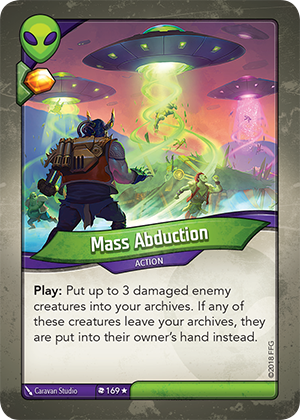 Mass Abduction
ACTION
Play: Put up to 3 damaged enemy
creatures into your archives. If any of
these creatures leave your archives, they
are put into their owner's hand instead.
©2018 FFG
Caravan Studio
169 ★